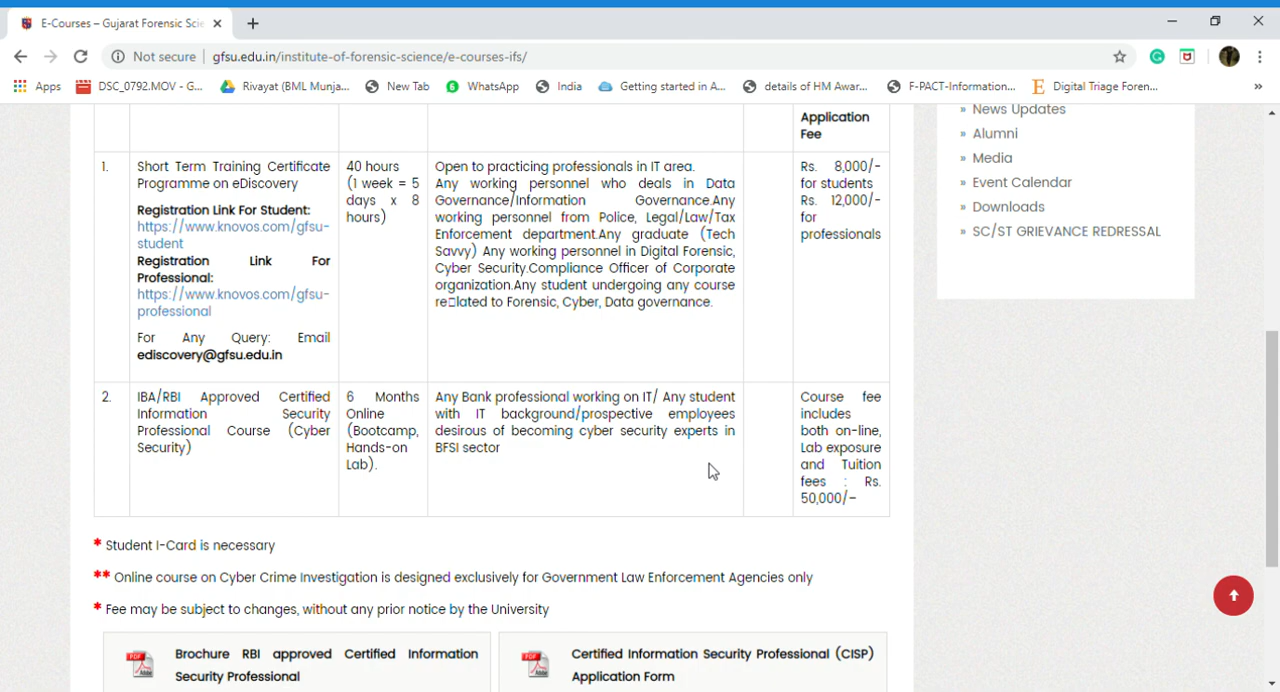 E-Courses – Gujarat Forensic Scie
Not secure
gfsu.edu.in/institute-of-forensic-science/e-courses-ifs/
Apps
DSC_0792.MOV - G...
Rivayat (BML Munja...
New Tab
WhatsApp
India
Getting started in A...
details of HM Awar...
F-PACT-Information...
Digital Triage Foren...
»
Application
Fee
1.
Short Term Training Certificate
Programme on eDiscovery
Registration Link For Student:
https://www.knovos.com/gfsu-
student
Registration Link For
Professional:
https://www.knovos.com/gfsu-
professional
For Any Query: Email
ediscovery@gfsu.edu.in
40 hours
(1 week = 5
days x 8
hours)
Open to practicing professionals in IT area.
Any working personnel who deals in Data
Governance/Information Governance.Any
working personnel from Police, Legal/Law/Tax
Enforcement department.Any graduate (Tech
Savvy) Any working personnel in Digital Forensic,
Cyber Security.Compliance Officer of Corporate
organization.Any student undergoing any course
re□lated to Forensic, Cyber, Data governance.
Rs. 8,000/-
for students
Rs. 12,000/-
for
professionals
2.
IBA/RBI Approved Certified
Information Security
Professional Course (Cyber
Security)
6 Months
Online
(Bootcamp,
Hands-on
Lab).
Any Bank professional working on IT/ Any student
with IT background/prospective employees
desirous of becoming cyber security experts in
BFSI sector
Course fee
includes
both on-line,
Lab exposure
and Tuition
fees : Rs.
50,000/–
* Student I-Card is necessary
** Online course on Cyber Crime Investigation is designed exclusively for Government Law Enforcement Agencies only
* Fee may be subject to changes, without any prior notice by the University
Brochure RBI approved Certified Information
Security Professional
Certified Information Security Professional (CISP)
Application Form
» News Updates
» Alumni
» Media
» Event Calendar
» Downloads
» SC/ST GRIEVANCE REDRESSAL